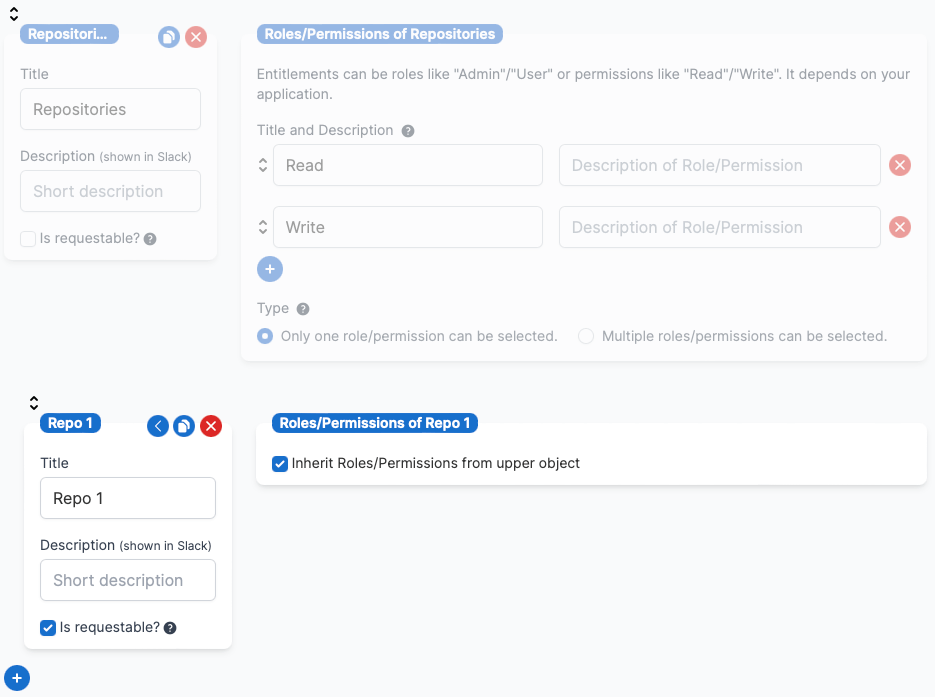 Repositori...
Roles/Permissions of Repositories
Title
Repositories
Description (shown in Slack)
Short description
Is requestable? ?
Entitlements can be roles like "Admin"/"User" or permissions like "Read"/"Write". It depends on your
application.
Title and Description ?
Read
Description of Role/Permission
Write
Description of Role/Permission
Type ?
Only one role/permission can be selected.
Multiple roles/permissions can be selected.
Repo 1
Roles/Permissions of Repo 1
Title
Repo 1
Description (shown in Slack)
Short description
Is requestable? ?
Inherit Roles/Permissions from upper object